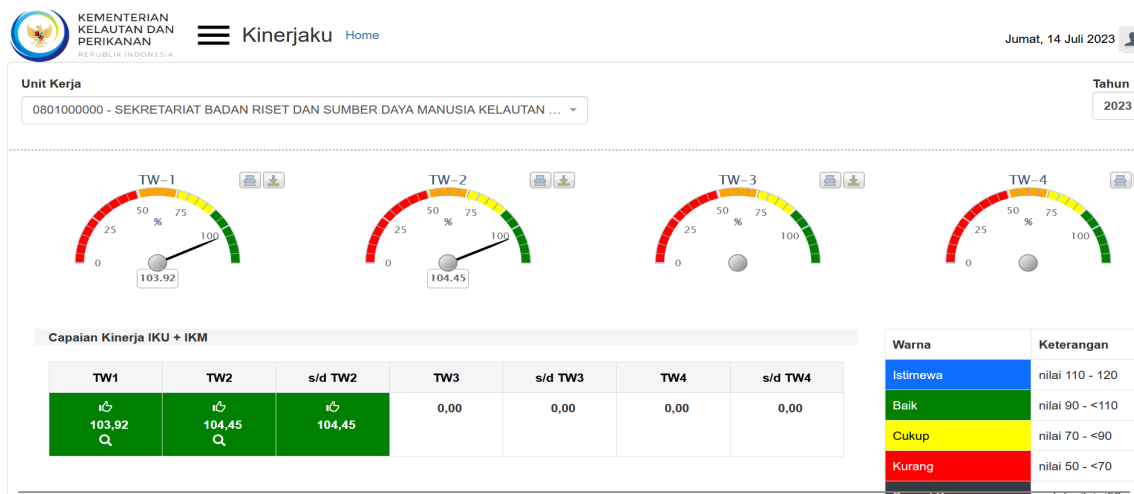 KEMENTERIAN
KELAUTAN DAN
PERIKANAN
REPUBLIK INDONESIA
Kinerjaku Home
Jumat, 14 Juli 2023
Unit Kerja
Tahun
0801000000 - SEKRETARIAT BADAN RISET DAN SUMBER DAYA MANUSIA KELAUTAN ...
2023
TW-1
0 25 50 75 100
%
103.92
TW-2
0 25 50 75 100
%
104.45
TW-3
0 25 50 75 100
%
TW-4
0 25 50 75 100
%
Capaian Kinerja IKU + IKM
TW1 TW2 s/d TW2 TW3 s/d TW3 TW4 s/d TW4
103,92 104,45 104,45 0,00 0,00 0,00 0,00
Warna Keterangan
Istimewa nilai 110 - 120
Baik nilai 90 - <110
Cukup nilai 70 - <90
Kurang nilai 50 - <70